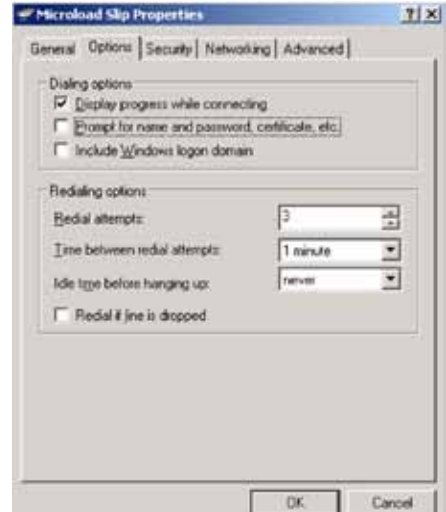 Microload Slip Properties
General Options Security Networking Advanced
Dialing options
Display progress while connecting
Prompt for name and password, certificate, etc.
Include Windows logon domain
Redialing options
Redial attempts: 3
Time between redial attempts: 1 minute
Idle time before hanging up: never
Redial if line is dropped
OK Cancel